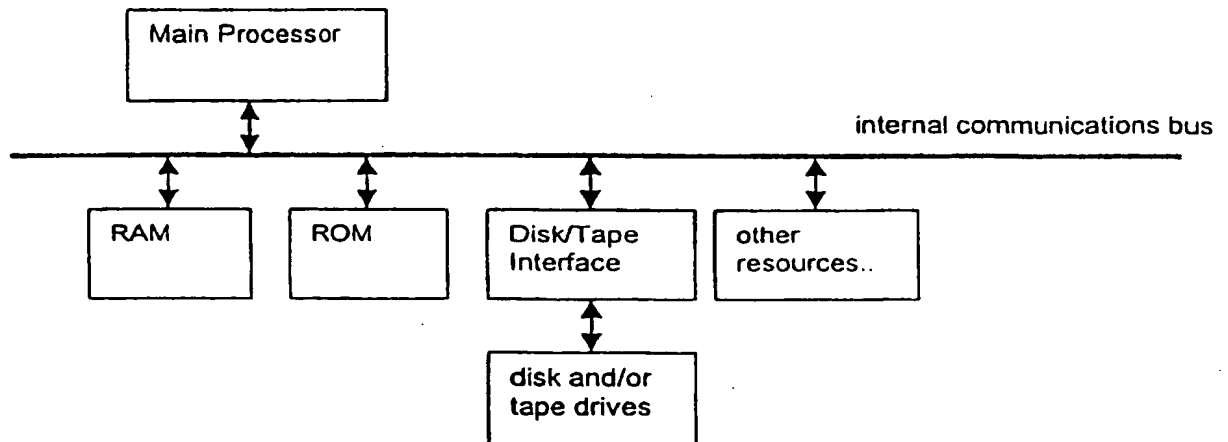 Main Processor
internal communications bus
RAM
ROM
Disk/Tape
Interface
other
resources..
disk and/or
tape drives